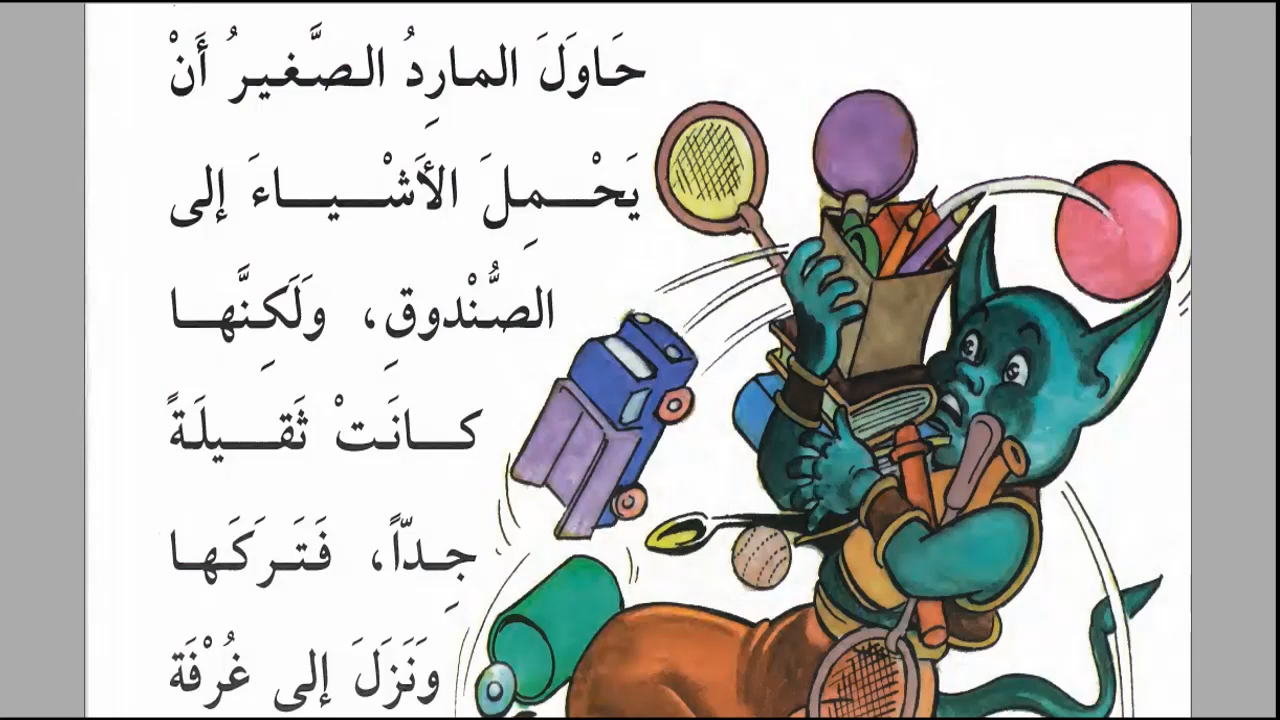 حَاوَلَ المارِدُ الصَّغيرُ أَنْ
يَحْمِلَ الأَشْياءَ إلى
الصُّنْدوقِ، ولَكِنَّها
كانَتْ ثَقيلَةً
جِدّاً، فَتَرَكَها
وَنَزَلَ إلى غُرْفَة